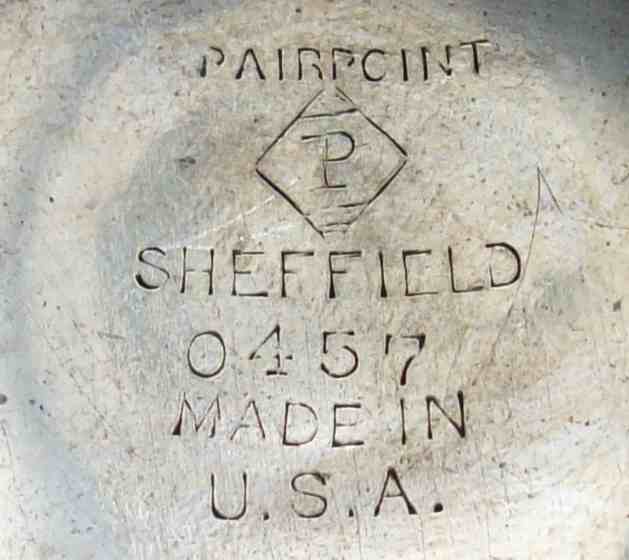 PAIRPOINT
P
SHEFFIELD
0457
MADE IN
U.S.A.